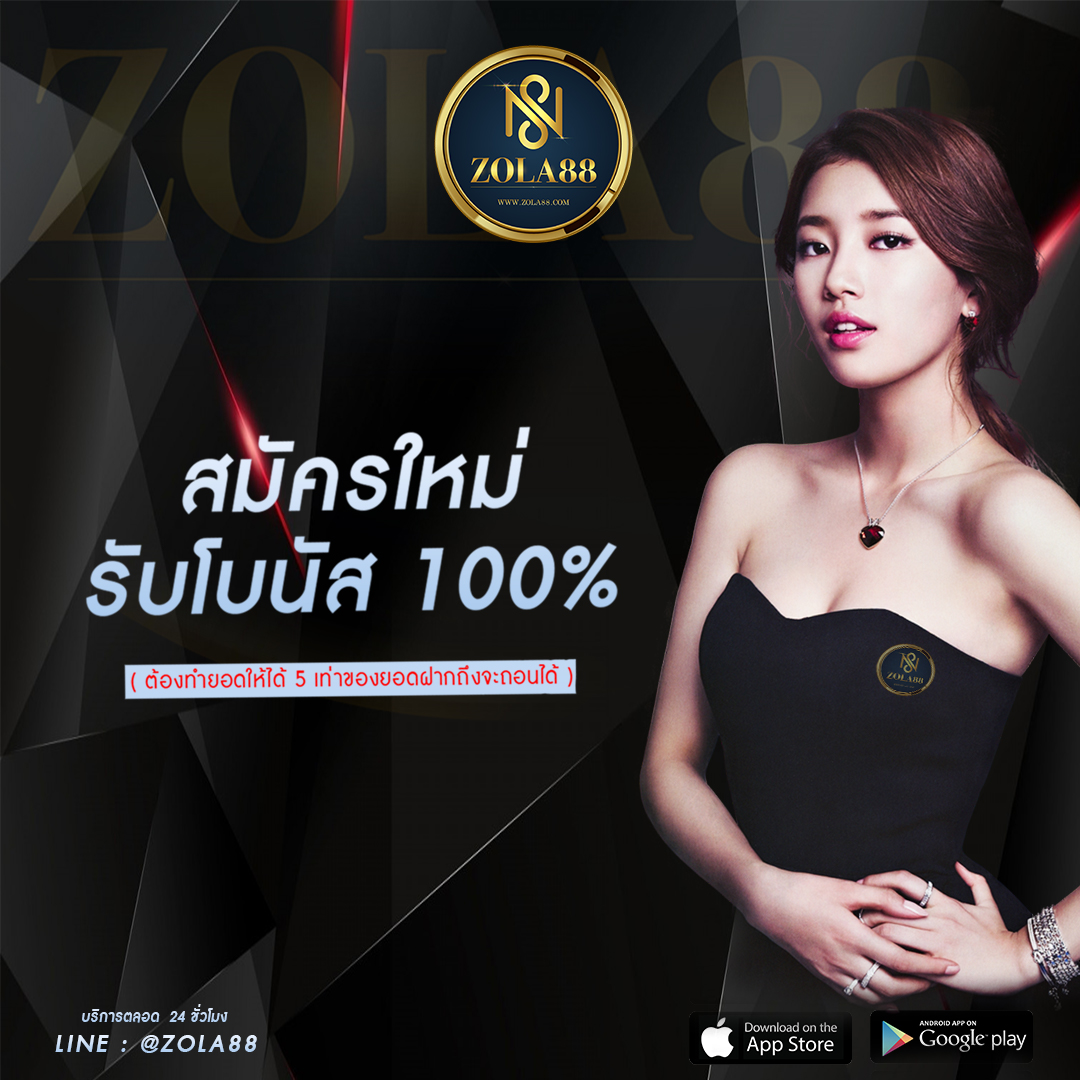 ZOLA88
ZOLA88
WWW.ZOLA88.COM
สมัครใหม่
รับโบนัส 100%
( ต้องทำยอดให้ได้ 5 เท่าของยอดฝากถึงจะถอนได้ )
ZOLA88
บริการตลอด 24 ชั่วโมง
LINE : @ZOLA88
Download on the
App Store
ANDROID APP ON
Google play